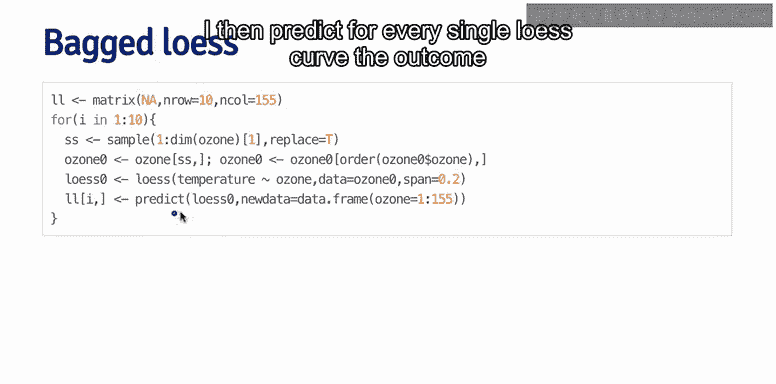 I then predict for every single loess
curve the outcome
Bagged loess
ll <- matrix(NA,nrow=10,ncol=155)
for(i in 1:10){
ss <- sample(1:dim(ozone)[1],replace=T)
ozone0 <- ozone[ss,]; ozone0 <- ozone0[order(ozone0$ozone),]
loess0 <- loess(temperature ~ ozone,data=ozone0,span=0.2)
ll[i,] <- predict(loess0,newdata=data.frame(ozone=1:155))
}